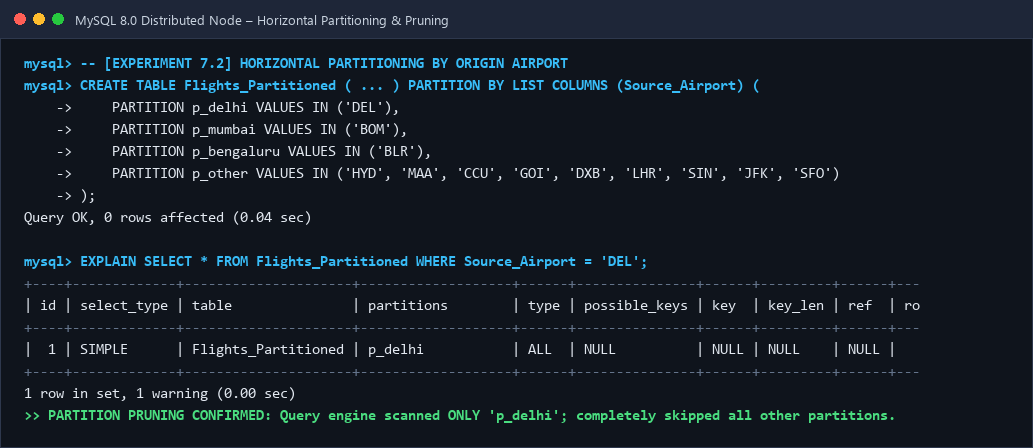 MySQL 8.0 Distributed Node – Horizontal Partitioning & Pruning
mysql> -- [EXPERIMENT 7.2] HORIZONTAL PARTITIONING BY ORIGIN AIRPORT
mysql> CREATE TABLE Flights_Partitioned ( ... ) PARTITION BY LIST COLUMNS (Source_Airport) (
    ->     PARTITION p_delhi VALUES IN ('DEL'),
    ->     PARTITION p_mumbai VALUES IN ('BOM'),
    ->     PARTITION p_bengaluru VALUES IN ('BLR'),
    ->     PARTITION p_other VALUES IN ('HYD', 'MAA', 'CCU', 'GOI', 'DXB', 'LHR', 'SIN', 'JFK', 'SFO')
    -> );
Query OK, 0 rows affected (0.04 sec)
mysql> EXPLAIN SELECT * FROM Flights_Partitioned WHERE Source_Airport = 'DEL';
+----+-------------+---------------------+-------------------+------+---------------+------+---------+------+---
| id | select_type | table               | partitions        | type | possible_keys | key  | key_len | ref  | ro
+----+-------------+---------------------+-------------------+------+---------------+------+---------+------+---
|  1 | SIMPLE      | Flights_Partitioned | p_delhi           | ALL  | NULL          | NULL | NULL    | NULL |
+----+-------------+---------------------+-------------------+------+---------------+------+---------+------+---
1 row in set, 1 warning (0.00 sec)
>> PARTITION PRUNING CONFIRMED: Query engine scanned ONLY 'p_delhi'; completely skipped all other partitions.